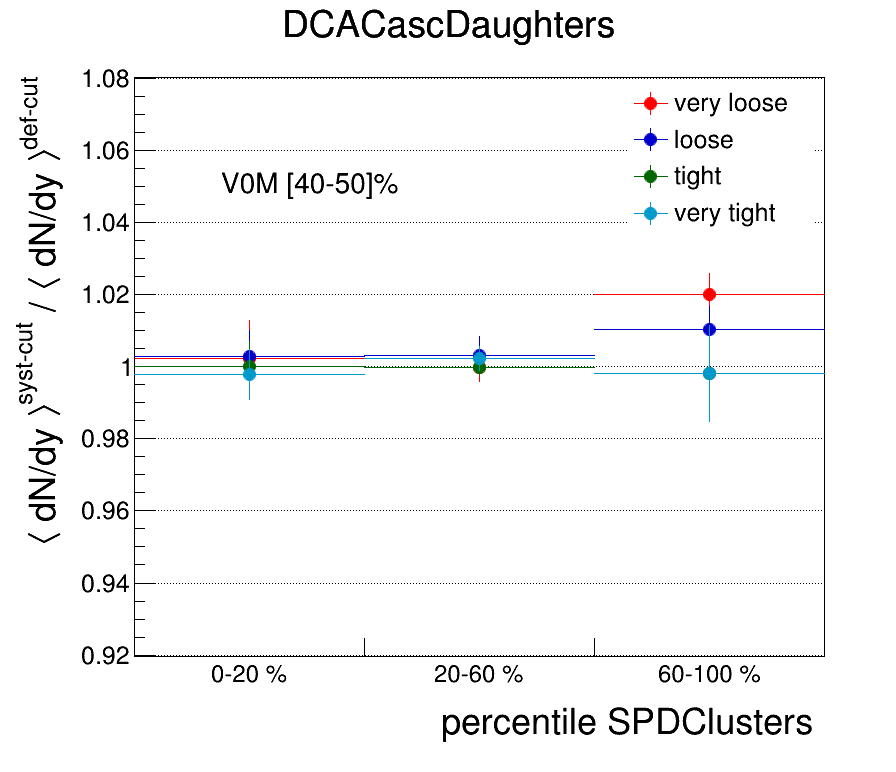 DCACascDaughters
⟨ dN/dy ⟩^syst-cut / ⟨ dN/dy ⟩^def-cut
1.08
1.06
1.04
1.02
1
0.98
0.96
0.94
0.92
V0M [40-50]%
very loose
loose
tight
very tight
0-20 %
20-60 %
60-100 %
percentile SPDClusters